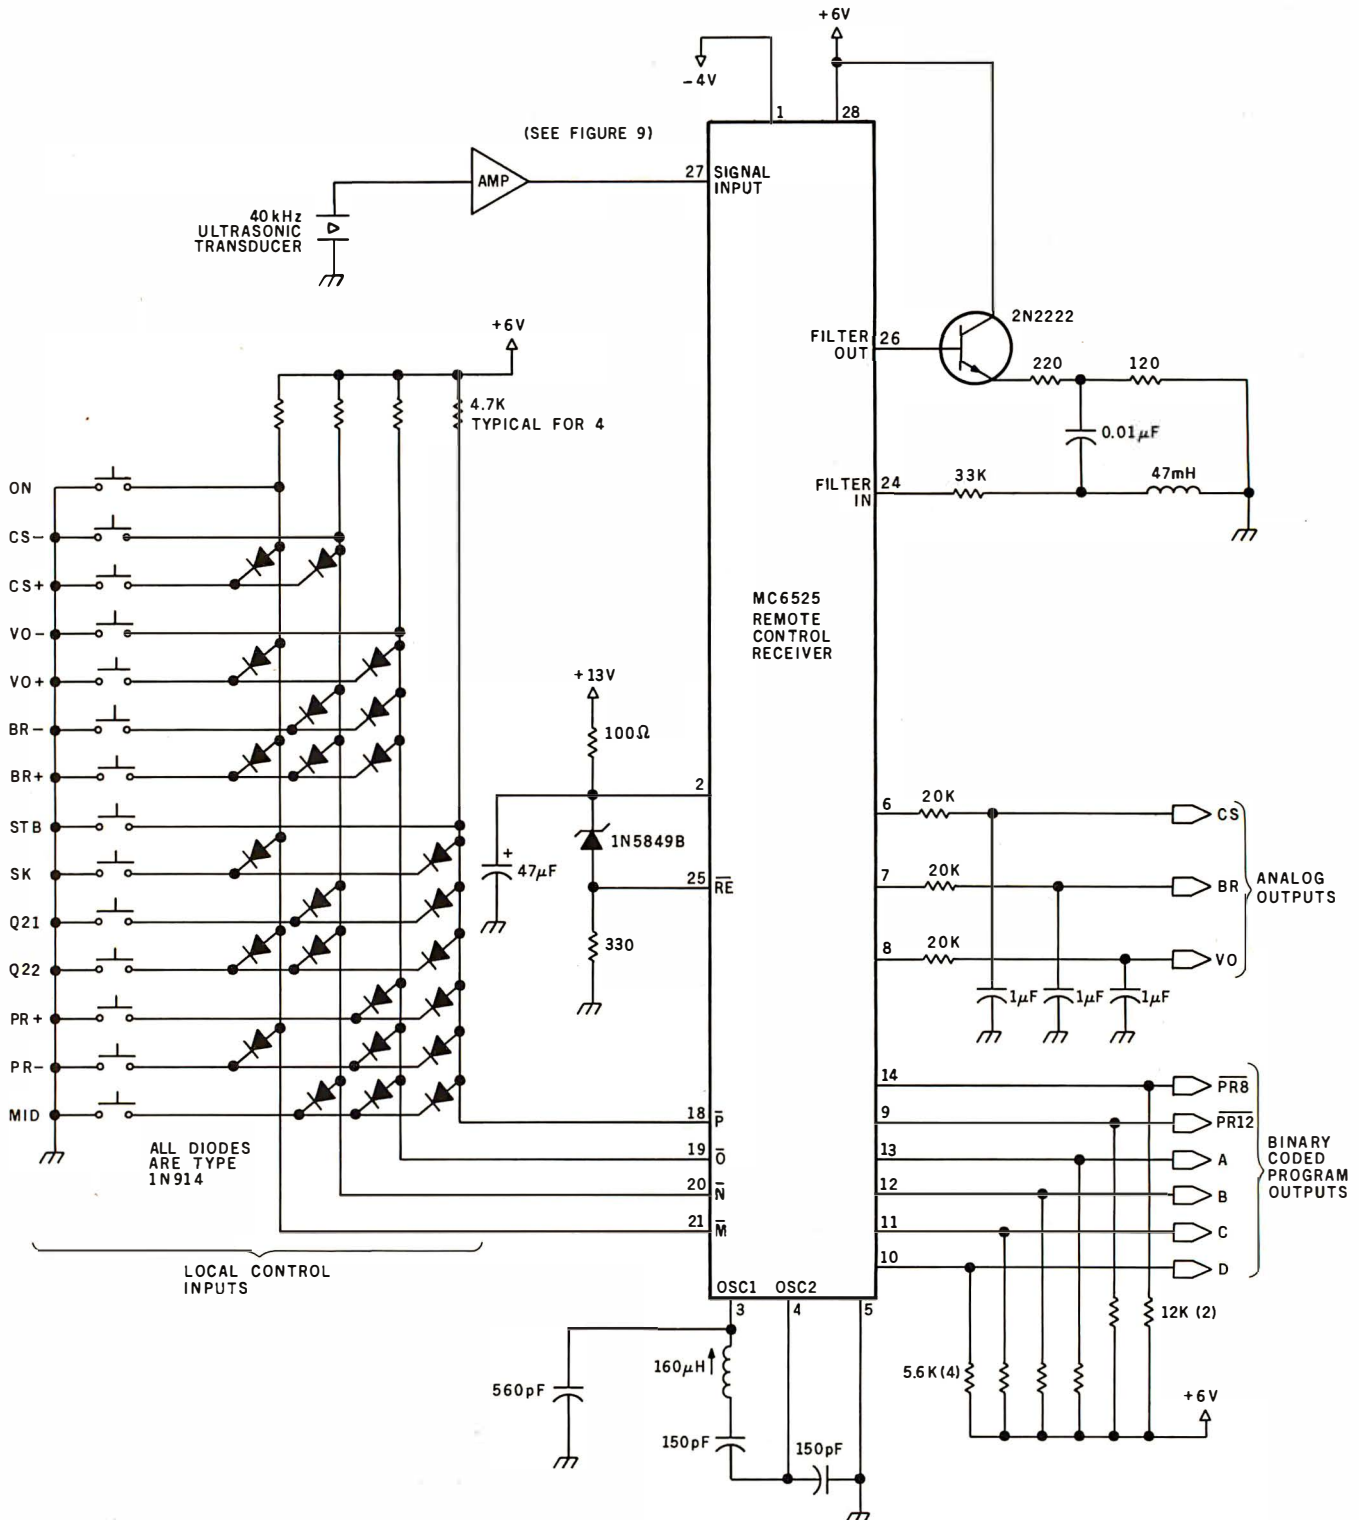 +6V
-4V
1
28
(SEE FIGURE 9)
27
SIGNAL
INPUT
AMP
40kHz
ULTRASONIC
TRANSDUCER
2N2222
FILTER
OUT
26
220
120
+6V
4.7K
TYPICAL FOR 4
0.01µF
FILTER
IN
24
33K
47mH
ON
CS-
CS+
VO-
VO+
BR-
BR+
STB
SK
Q21
Q22
PR+
PR-
MID
MC6525
REMOTE
CONTROL
RECEIVER
+13V
100Ω
2
1N5849B
+
47µF
25
R̅E̅
330
6
20K
CS
7
20K
BR
8
20K
VO
ANALOG
OUTPUTS
1µF
1µF
1µF
14
P̅R̅8̅
9
P̅R̅1̅2̅
13
A
12
B
11
C
10
D
BINARY
CODED
PROGRAM
OUTPUTS
18
P̅
19
O̅
20
N̅
21
M̅
ALL DIODES
ARE TYPE
1N914
LOCAL CONTROL
INPUTS
OSC1
OSC2
3
4
5
12K (2)
5.6K (4)
+6V
160µH
560pF
150pF
150pF